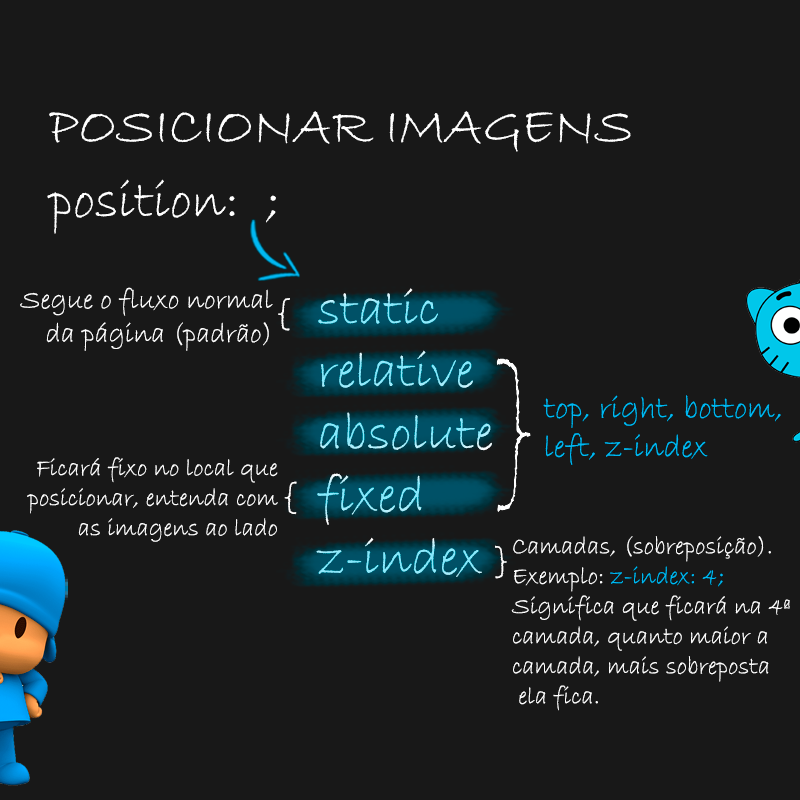 POSICIONAR IMAGENS
position: ;
Segue o fluxo normal
da página (padrão)
static
relative
absolute
fixed
z-index
top, right, bottom,
left, z-index
Ficará fixo no local que
posicionar, entenda com
as imagens ao lado
Camadas, (sobreposição).
Exemplo: z-index: 4;
Significa que ficará na 4ª
camada, quanto maior a
camada, mais sobreposta
ela fica.